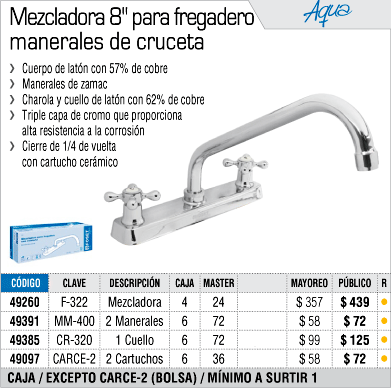 Mezcladora 8" para fregadero
manerales de cruceta
Aqua
› Cuerpo de latón con 57% de cobre
› Manerales de zamac
› Charola y cuello de latón con 62% de cobre
› Triple capa de cromo que proporciona
alta resistencia a la corrosión
› Cierre de 1/4 de vuelta
con cartucho cerámico
CÓDIGO CLAVE DESCRIPCIÓN CAJA MASTER MAYOREO PÚBLICO R
49260 F-322 Mezcladora 4 24 $ 357 $ 439 •
49391 MM-400 2 Manerales 6 72 $ 58 $ 72 •
49385 CR-320 1 Cuello 6 72 $ 99 $ 125 •
49097 CARCE-2 2 Cartuchos 6 36 $ 58 $ 72 •
CAJA / EXCEPTO CARCE-2 (BOLSA) / MÍNIMO A SURTIR 1